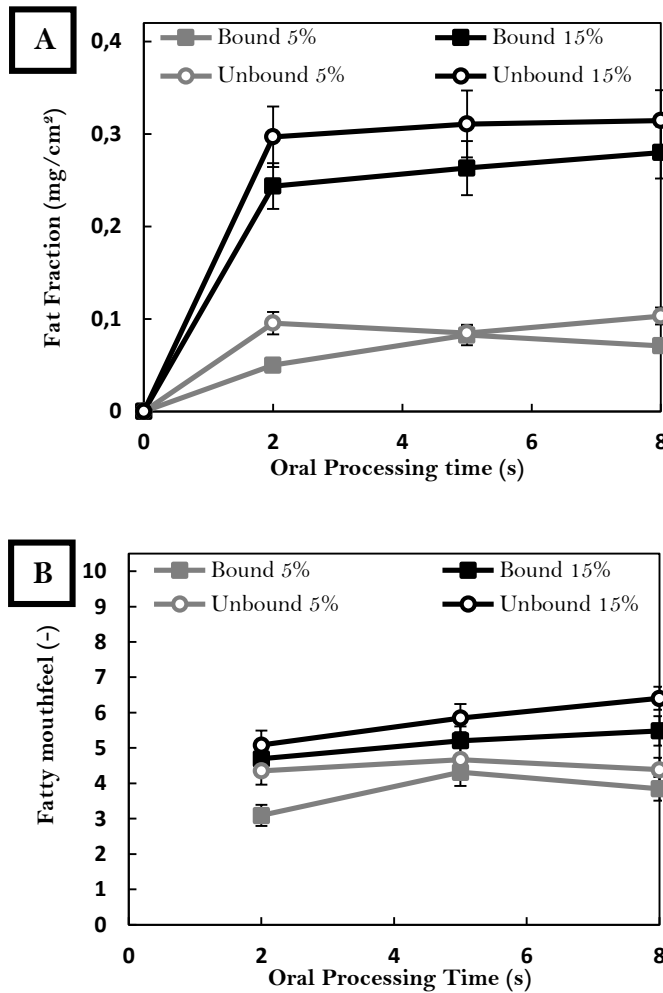 A
Bound 5%
Bound 15%
Unbound 5%
Unbound 15%
Fat Fraction (mg/cm²)
0,4
0,3
0,2
0,1
0
0 2 4 6 8
Oral Processing time (s)
B
Bound 5%
Bound 15%
Unbound 5%
Unbound 15%
Fatty mouthfeel (-)
10
9
8
7
6
5
4
3
2
1
0
0 2 4 6 8
Oral Processing Time (s)